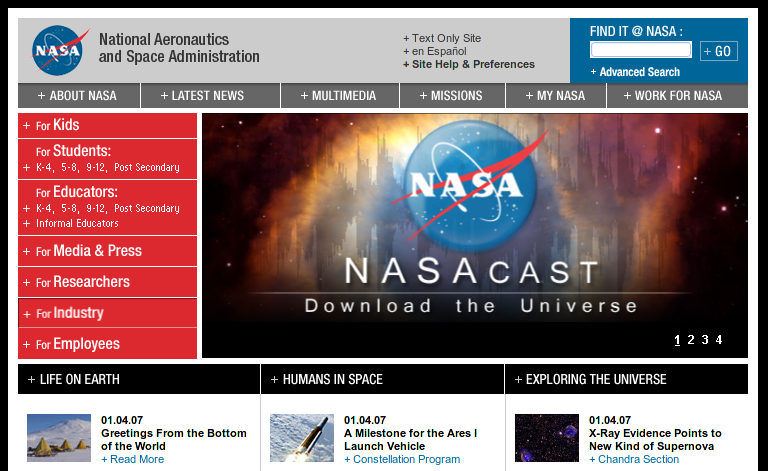 NASA
National Aeronautics
and Space Administration
+ Text Only Site
+ en Español
+ Site Help & Preferences
FIND IT @ NASA :
+ GO
+ Advanced Search
+ ABOUT NASA
+ LATEST NEWS
+ MULTIMEDIA
+ MISSIONS
+ MY NASA
+ WORK FOR NASA
+ For Kids
For Students:
+ K-4, 5-8, 9-12, Post Secondary
For Educators:
+ K-4, 5-8, 9-12, Post Secondary
+ Informal Educators
+ For Media & Press
+ For Researchers
+ For Industry
+ For Employees
NASA
NASACAST
Download the Universe
1 2 3 4
+ LIFE ON EARTH
01.04.07
Greetings From the Bottom
of the World
+ Read More
+ HUMANS IN SPACE
01.04.07
A Milestone for the Ares I
Launch Vehicle
+ Constellation Program
+ EXPLORING THE UNIVERSE
01.04.07
X-Ray Evidence Points to
New Kind of Supernova
+ Chandra Section